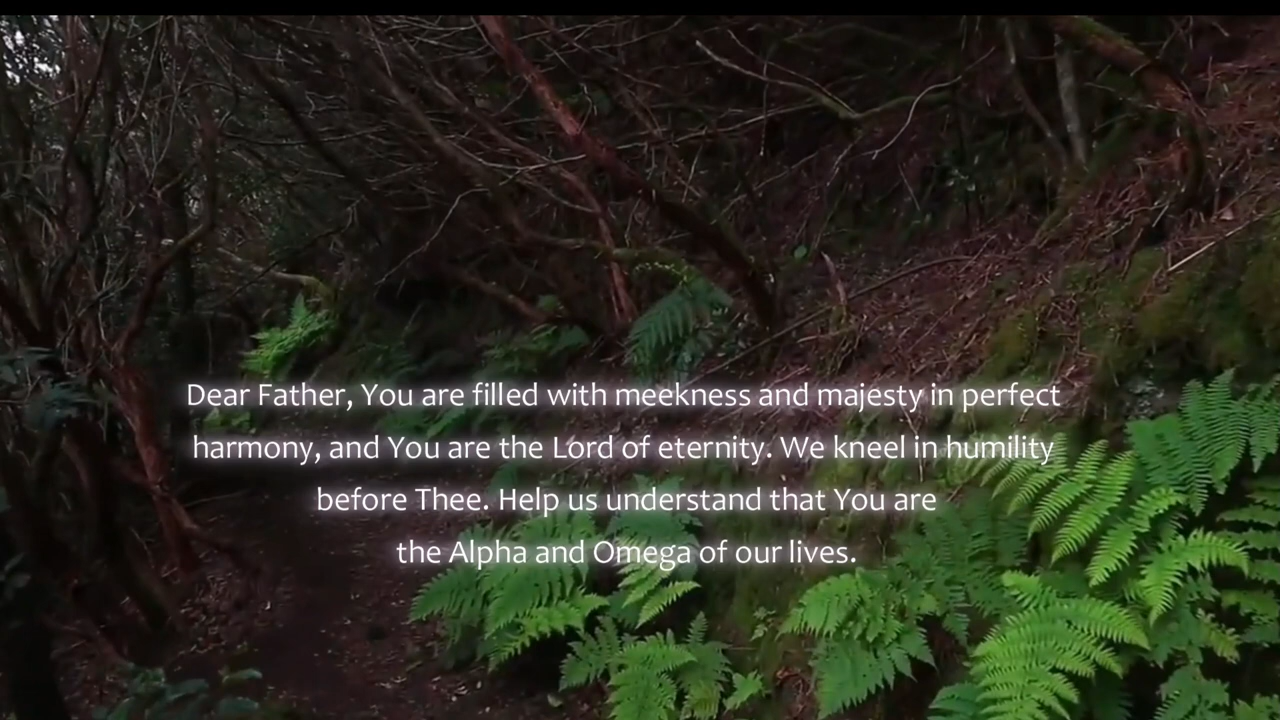 Dear Father, You are filled with meekness and majesty in perfect
harmony, and You are the Lord of eternity. We kneel in humility
before Thee. Help us understand that You are
the Alpha and Omega of our lives.